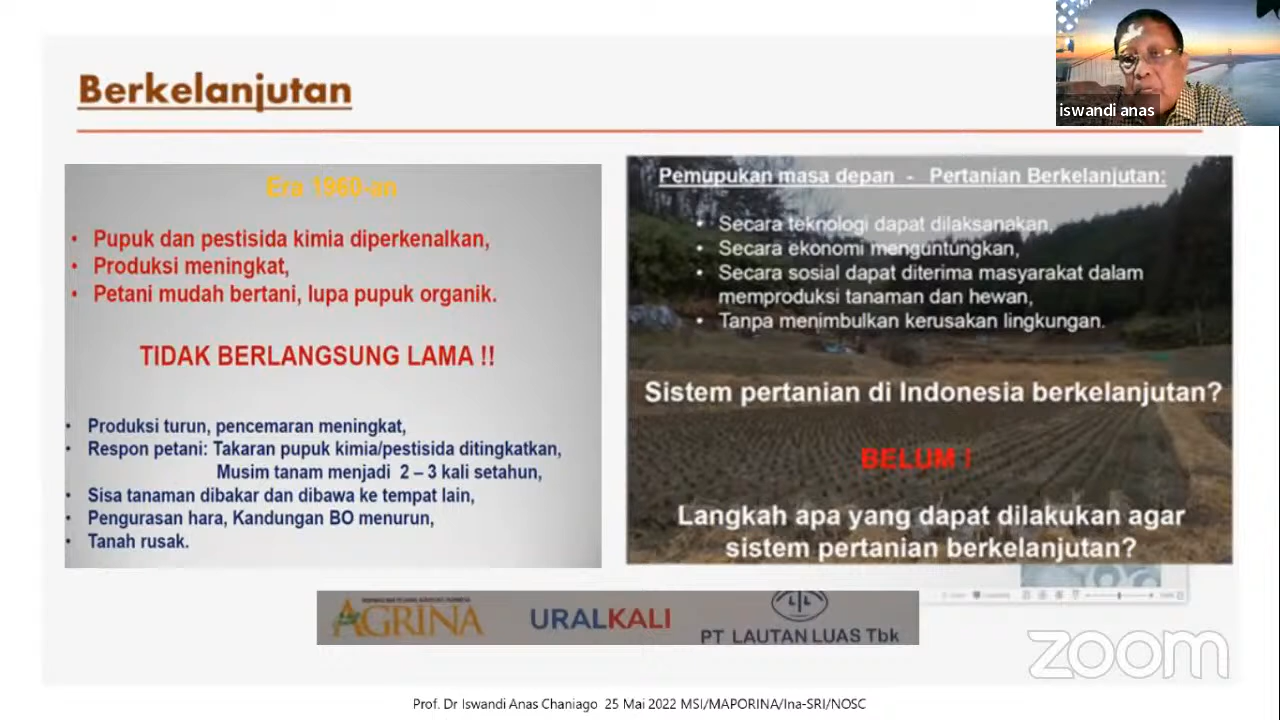 Berkelanjutan
iswandi anas
Era 1960-an
• Pupuk dan pestisida kimia diperkenalkan,
• Produksi meningkat,
• Petani mudah bertani, lupa pupuk organik.
TIDAK BERLANGSUNG LAMA !!
• Produksi turun, pencemaran meningkat,
• Respon petani: Takaran pupuk kimia/pestisida ditingkatkan,
Musim tanam menjadi 2 – 3 kali setahun,
• Sisa tanaman dibakar dan dibawa ke tempat lain,
• Pengurasan hara, Kandungan BO menurun,
• Tanah rusak.
Pemupukan masa depan - Pertanian Berkelanjutan:
• Secara teknologi dapat dilaksanakan,
• Secara ekonomi menguntungkan,
• Secara sosial dapat diterima masyarakat dalam
memproduksi tanaman dan hewan,
• Tanpa menimbulkan kerusakan lingkungan.
Sistem pertanian di Indonesia berkelanjutan?
BELUM !
Langkah apa yang dapat dilakukan agar
sistem pertanian berkelanjutan?
AGRINA
URALKALI
PT LAUTAN LUAS Tbk
zoom
Prof. Dr Iswandi Anas Chaniago 25 Mai 2022 MSI/MAPORINA/Ina-SRI/NOSC